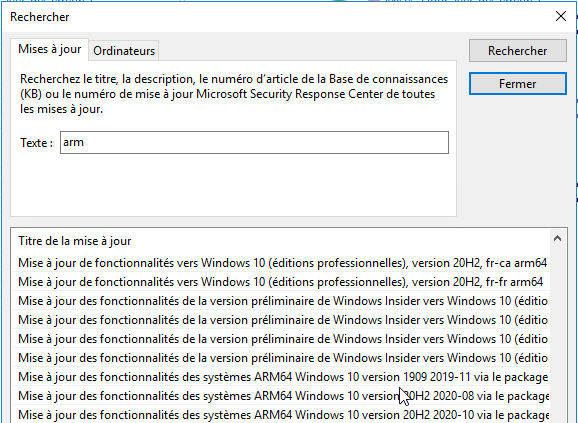 Rechercher
Mises à jour
Ordinateurs
Rechercher
Recherchez le titre, la description, le numéro d'article de la Base de connaissances
(KB) ou le numéro de mise à jour Microsoft Security Response Center de toutes
les mises à jour.
Fermer
Texte :
arm
Titre de la mise à jour
Mise à jour de fonctionnalités vers Windows 10 (éditions professionnelles), version 20H2, fr-ca arm64
Mise à jour de fonctionnalités vers Windows 10 (éditions professionnelles), version 20H2, fr-fr arm64
Mise à jour des fonctionnalités de la version préliminaire de Windows Insider vers Windows 10 (éditio
Mise à jour des fonctionnalités de la version préliminaire de Windows Insider vers Windows 10 (éditio
Mise à jour des fonctionnalités de la version préliminaire de Windows Insider vers Windows 10 (éditio
Mise à jour des fonctionnalités de la version préliminaire de Windows Insider vers Windows 10 (éditio
Mise à jour des fonctionnalités des systèmes ARM64 Windows 10 version 1909 2019-11 via le package
Mise à jour des fonctionnalités des systèmes ARM64 Windows 10 version 20H2 2020-08 via le package
Mise à jour des fonctionnalités des systèmes ARM64 Windows 10 version 20H2 2020-10 via le package